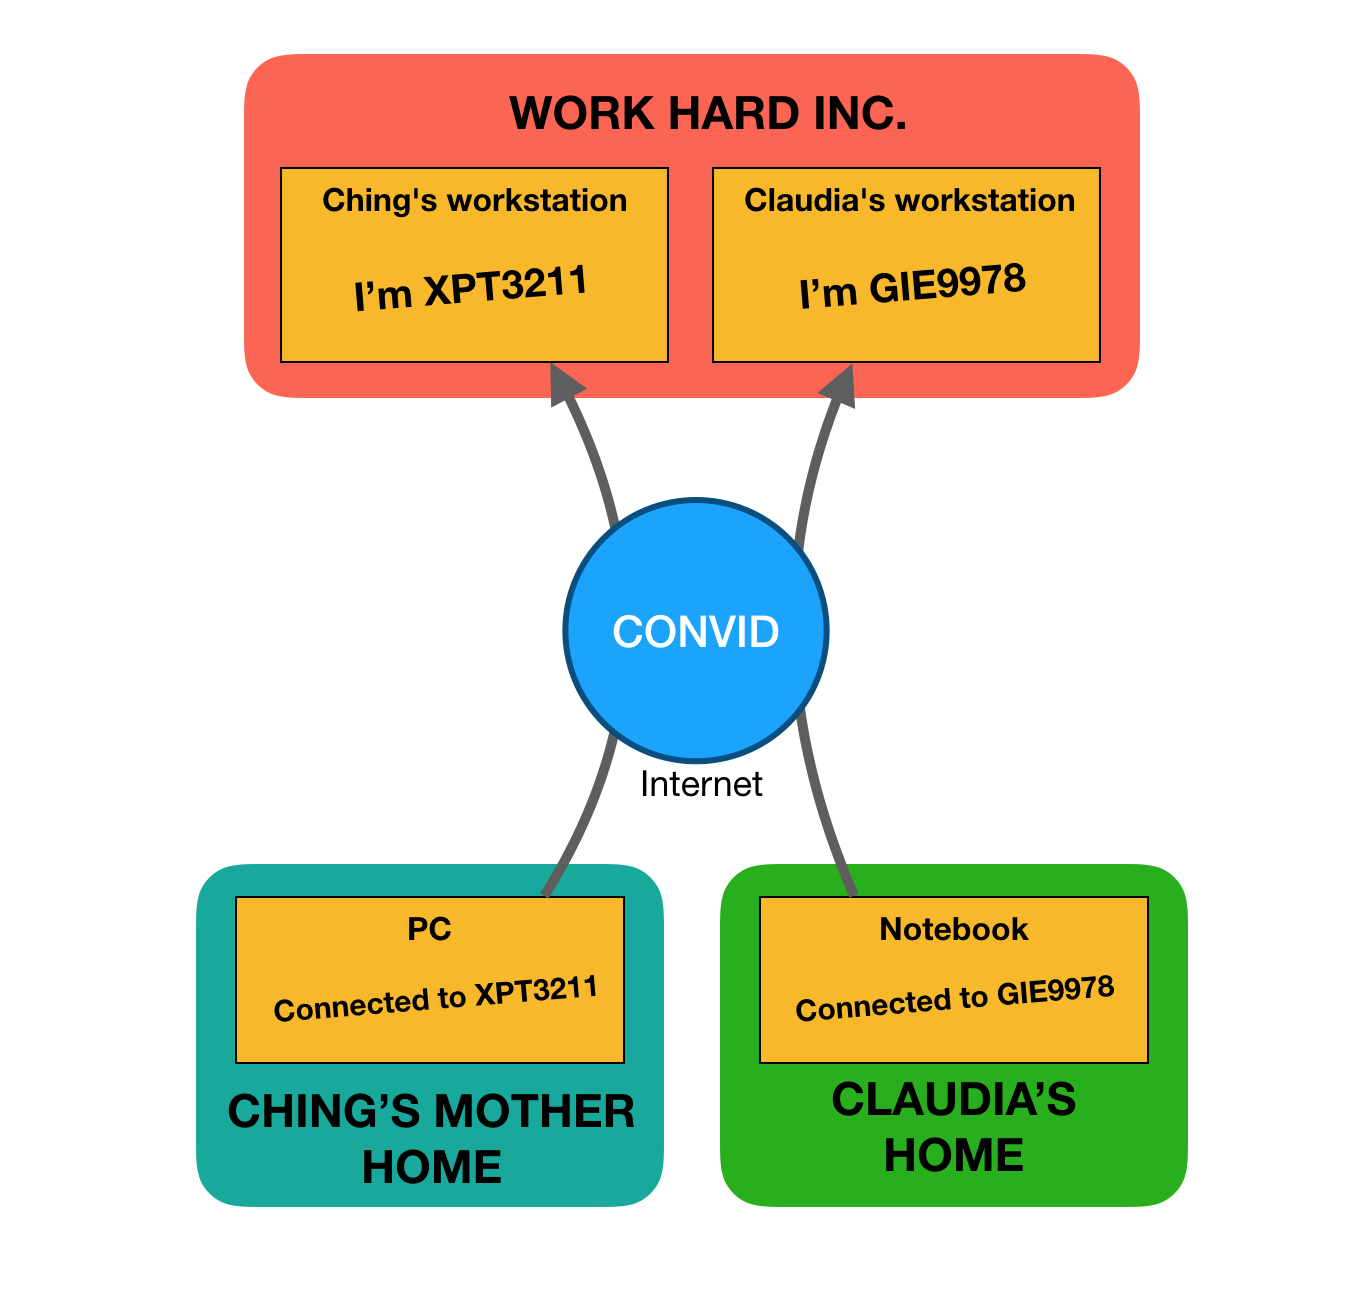 WORK HARD INC.
Ching's workstation
I’m XPT3211
Claudia's workstation
I’m GIE9978
CONVID
Internet
PC
Connected to XPT3211
CHING’S MOTHER
HOME
Notebook
Connected to GIE9978
CLAUDIA’S
HOME